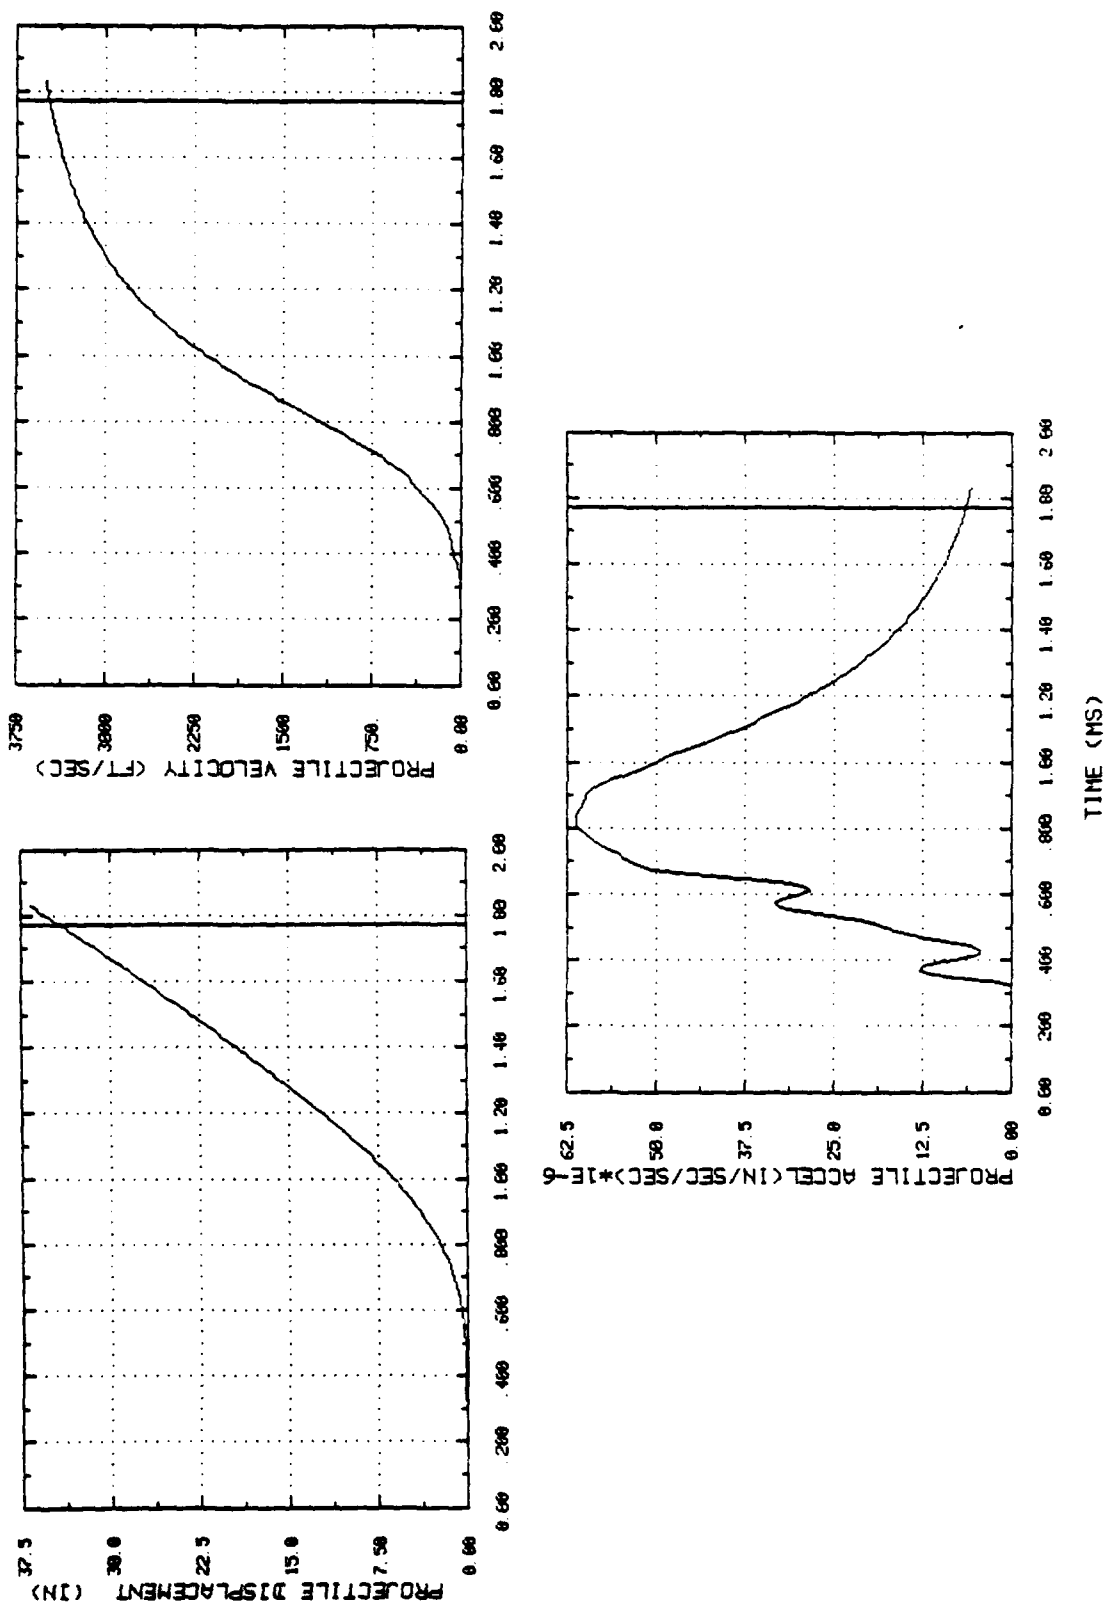 PROJECTILE DISPLACEMENT (IN)
37.5
30.0
22.5
15.0
7.50
0.00
0.00 .200 .400 .600 .800 1.00 1.20 1.40 1.60 1.80 2.00
PROJECTILE VELOCITY (FT/SEC)
3750
3000
2250
1500
750
0.00
0.00 .200 .400 .600 .800 1.00 1.20 1.40 1.60 1.80 2.00
PROJECTILE ACCEL(IN/SEC/SEC)*1E-6
62.5
50.0
37.5
25.0
12.5
0.00
0.00 .200 .400 .600 .800 1.00 1.20 1.40 1.60 1.80 2.00
TIME (MS)